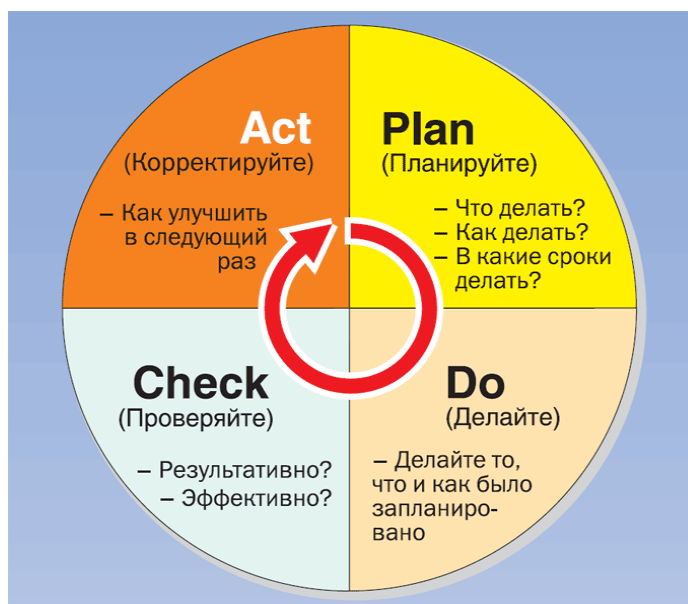 Act
(Корректируйте)
– Как улучшить
в следующий
раз
Plan
(Планируйте)
– Что делать?
– Как делать?
– В какие сроки
делать?
Check
(Проверяйте)
– Результативно?
– Эффективно?
Do
(Делайте)
– Делайте то,
что и как было
запланиро-
вано